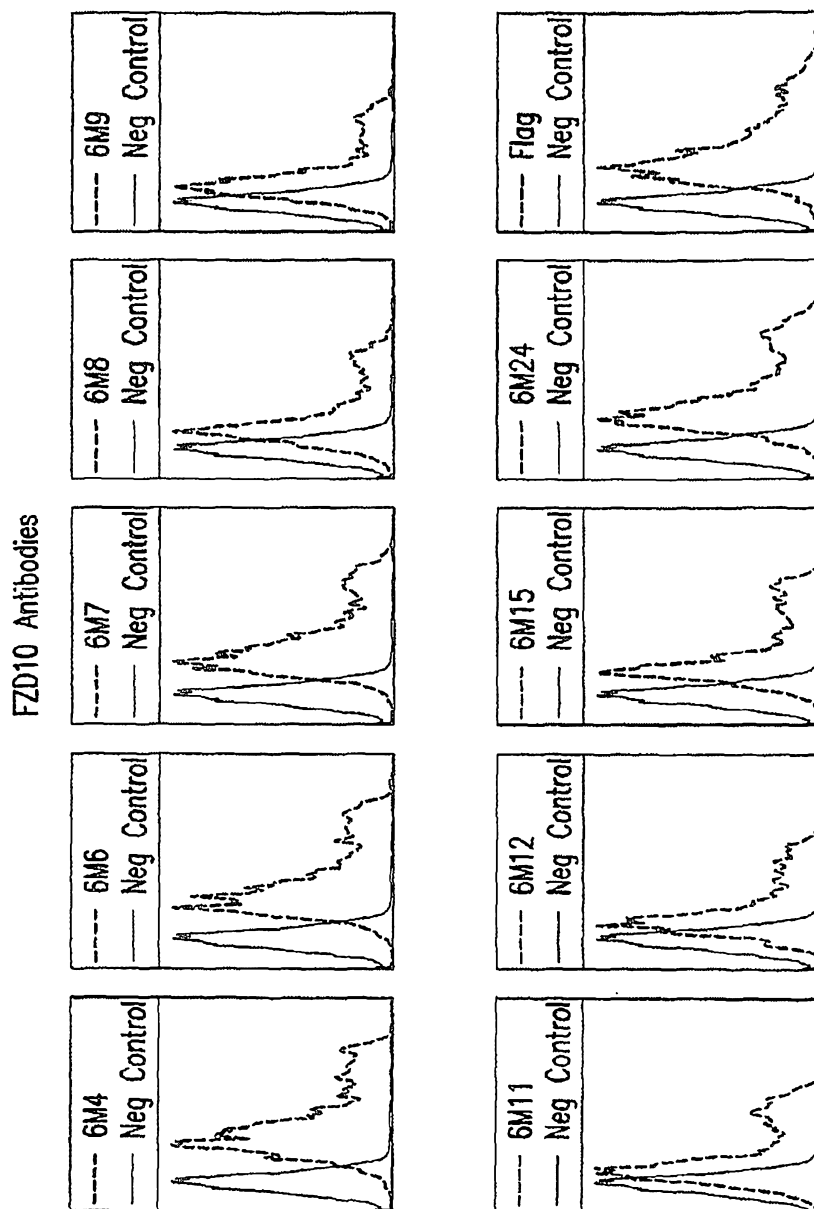 FZD10 Antibodies
6M4
Neg Control
6M6
Neg Control
6M7
Neg Control
6M8
Neg Control
6M9
Neg Control
6M11
Neg Control
6M12
Neg Control
6M15
Neg Control
6M24
Neg Control
Flag
Neg Control